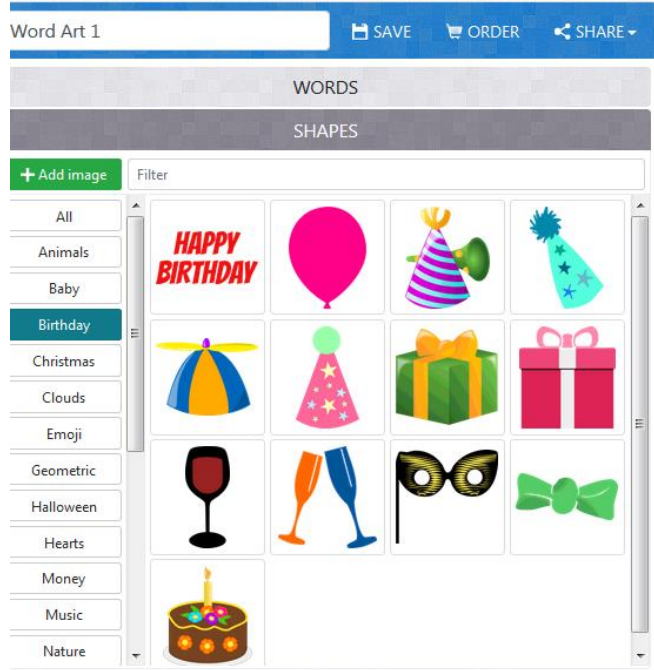 Word Art 1
SAVE
ORDER
SHARE
WORDS
SHAPES
Add image
Filter
All
Animals
Baby
Birthday
Christmas
Clouds
Emoji
Geometric
Halloween
Hearts
Money
Music
Nature
HAPPY
BIRTHDAY